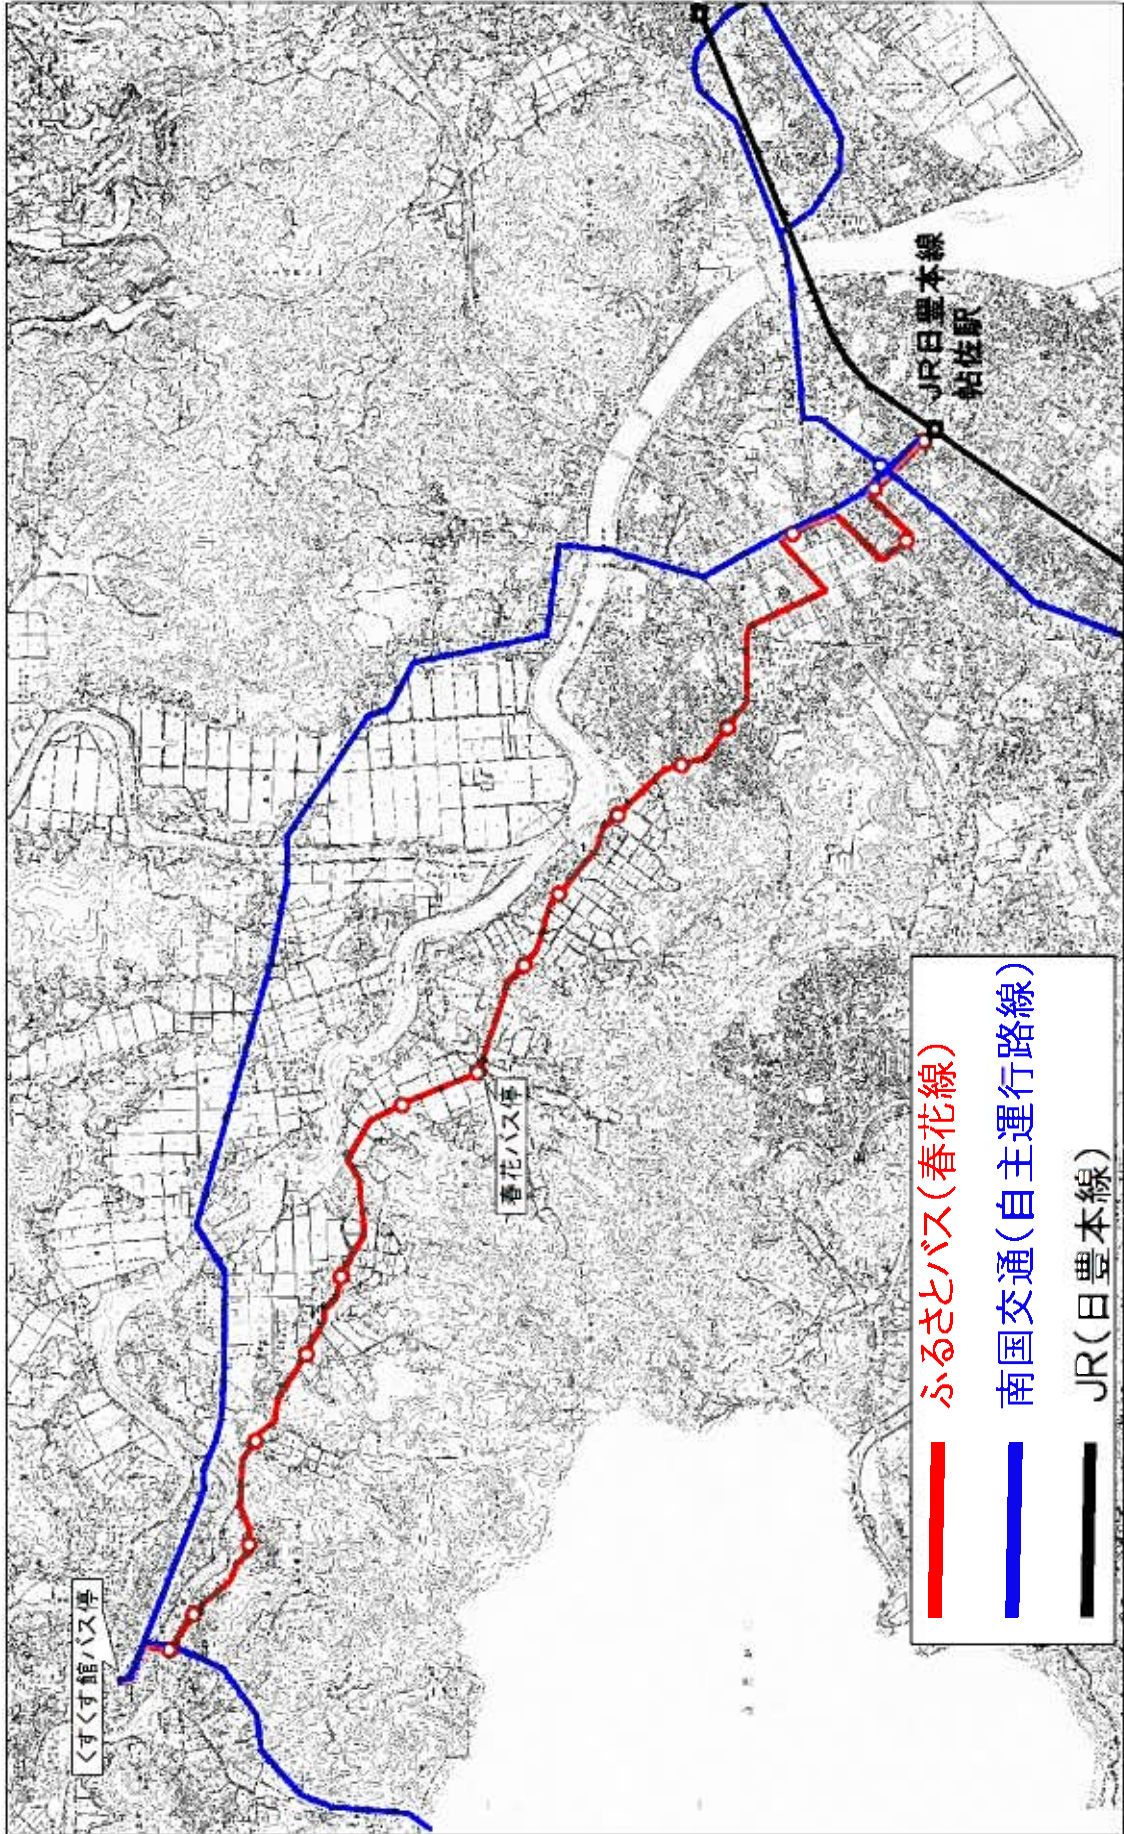 くすくす館バス停
春花バス停
JR日豊本線
帖佐駅
ふるさとバス(春花線)
南国交通(自主運行路線)
JR(日豊本線)